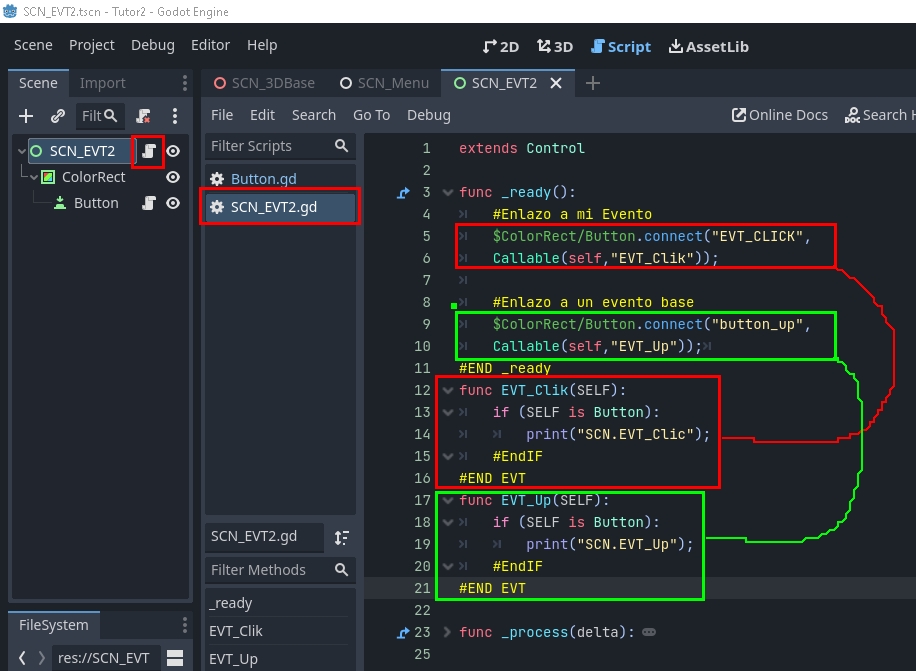 SCN_EVT2.tscn - Tutor2 - Godot Engine
Scene Project Debug Editor Help
2D 3D Script AssetLib
Scene Import
SCN_3DBase SCN_Menu SCN_EVT2
Filt
File Edit Search Go To Debug Online Docs Search H
SCN_EVT2
ColorRect
Button
Filter Scripts
Button.gd
SCN_EVT2.gd
SCN_EVT2.gd
Filter Methods
_ready
EVT_Clik
EVT_Up
FileSystem
res://SCN_EVT
1 extends Control
2
3 func _ready():
4 #Enlazo a mi Evento
5 $ColorRect/Button.connect("EVT_CLICK",
6 Callable(self,"EVT_Clik"));
7
8 #Enlazo a un evento base
9 $ColorRect/Button.connect("button_up",
10 Callable(self,"EVT_Up"));
11 #END _ready
12 func EVT_Clik(SELF):
13 if (SELF is Button):
14 print("SCN.EVT_Clic");
15 #EndIF
16 #END EVT
17 func EVT_Up(SELF):
18 if (SELF is Button):
19 print("SCN.EVT_Up");
20 #EndIF
21 #END EVT
22
23 func _process(delta):
25